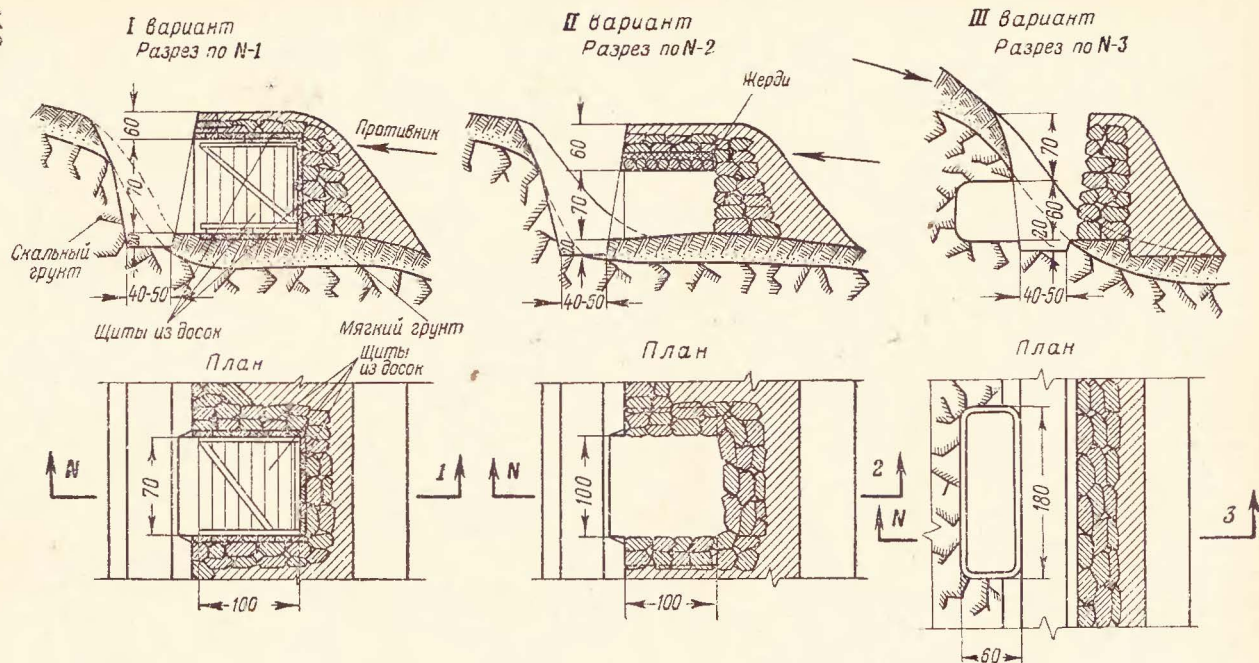 I вариант
Разрез по N-1
II вариант
Разрез по N-2
III вариант
Разрез по N-3
60
70
Противник
Скальный
грунт
40-50
Щиты из досок
Мягкий грунт
Жерди
60
70
40-50
70
60
20
40-50
План
Щиты
из досок
N
70
1
100
План
N
100
2
100
План
N
180
3
60